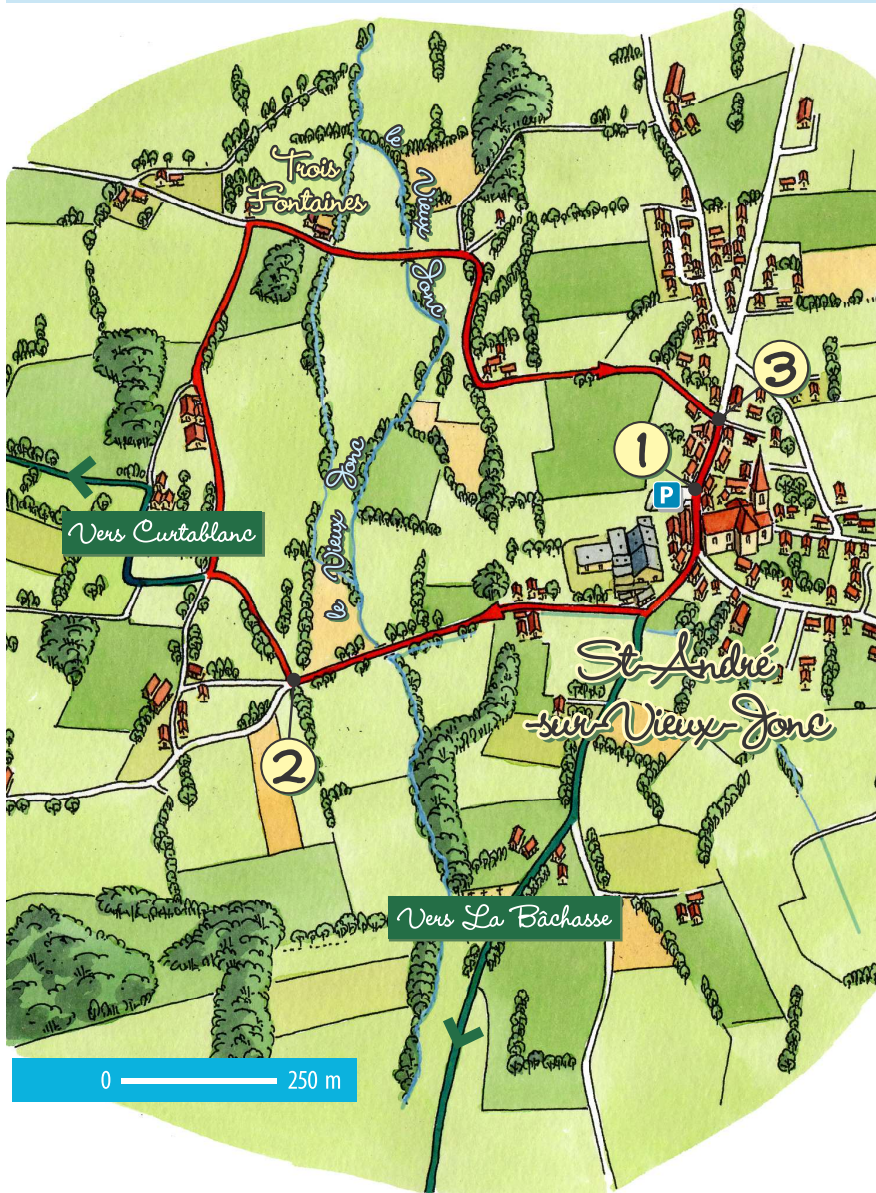 Trois
Fontaines
le
Vieux
Jonc
3
1
P
le Vieux Jonc
Vers Curtablanc
St-André
-sur-Vieux-Jonc
2
Vers La Bâchasse
0 250 m